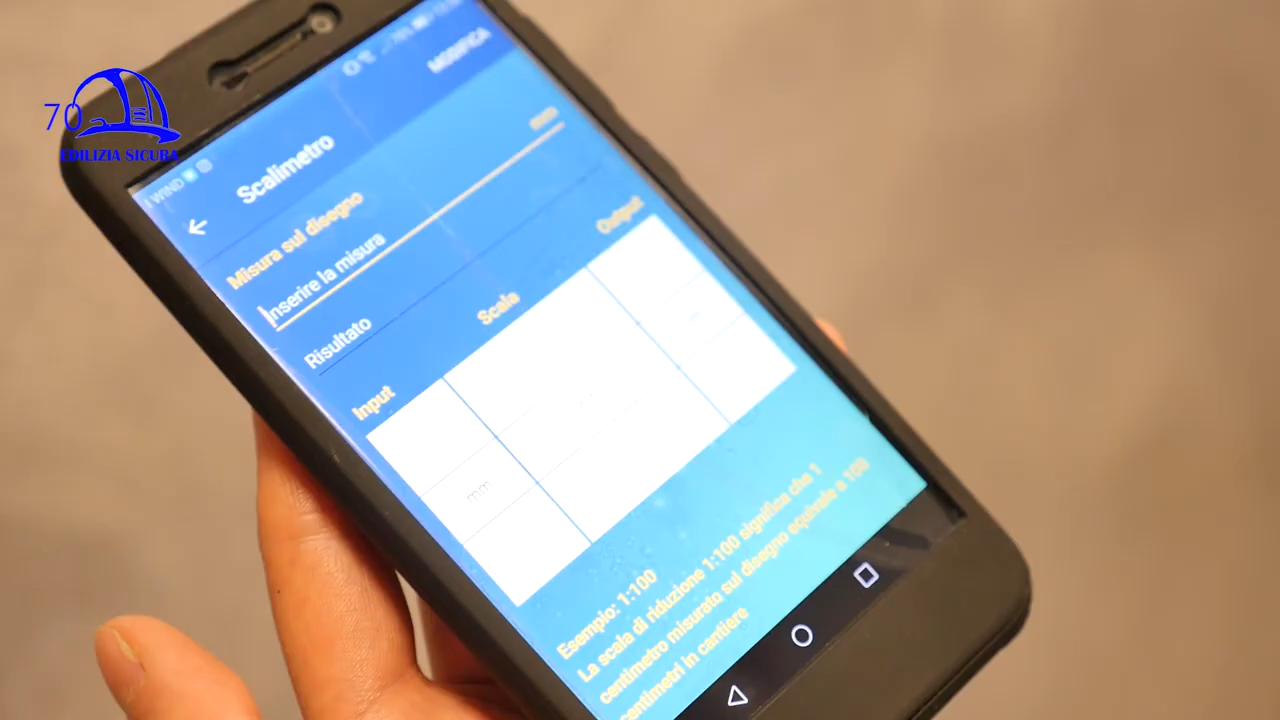 70
EDILIZIA SICURA
WIND
MODIFICA
Scalimetro
Misura sul disegno
Inserire la misura
Risultato
Input
Scala
Output
mm
Esempio: 1:100
La scala di riduzione 1:100 significa che 1
centimetro misurato sul disegno equivale a 100
centimetri in cantiere